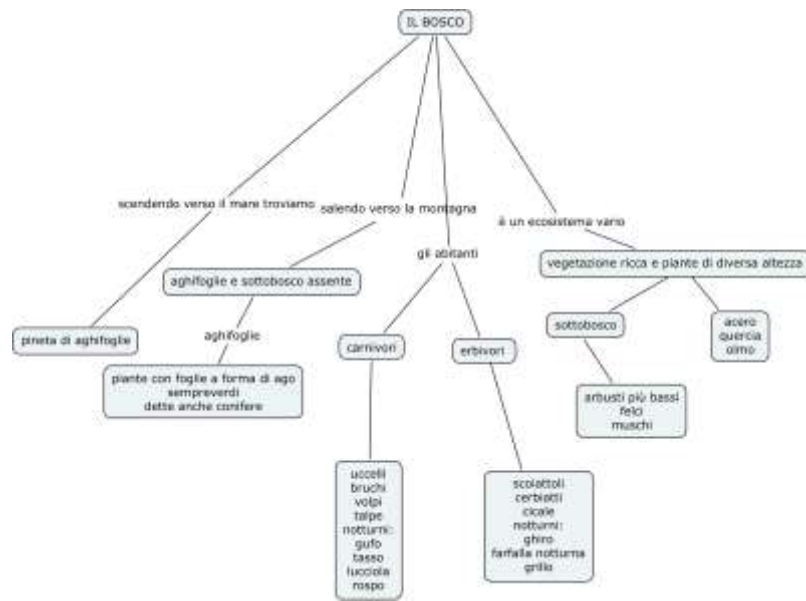 IL BOSCO
scendendo verso il mare troviamo
salendo verso la montagna
è un ecosistema vario
gli abitanti
vegetazione ricca e piante di diversa altezza
aghifoglie e sottobosco assente
pineta di aghifoglie
aghifoglie
carnivori
erbivori
sottobosco
acero
quercia
olmo
piante con foglie a forma di ago
sempreverdi
dette anche conifere
arbusti più bassi
felci
muschi
uccelli
bruchi
volpi
talpe
notturni:
gufo
tasso
lucciola
rospo
scoiattoli
cerbiatti
cicale
notturni:
ghiro
farfalla notturna
grillo